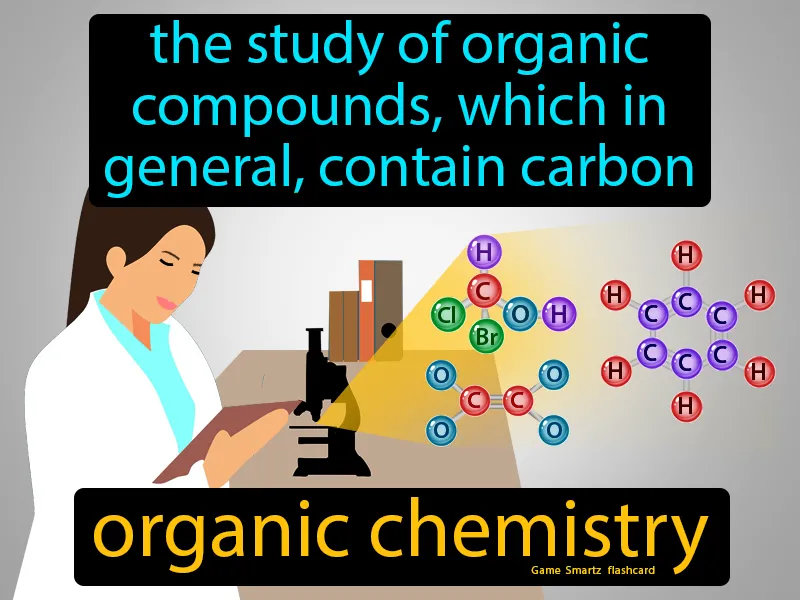 the study of organic
compounds, which in
general, contain carbon
H
C
Cl
O
H
Br
O
O
C
C
O
O
H
H
H
C
C
C
C
C
C
H
H
H
organic chemistry
Game Smartz flashcard